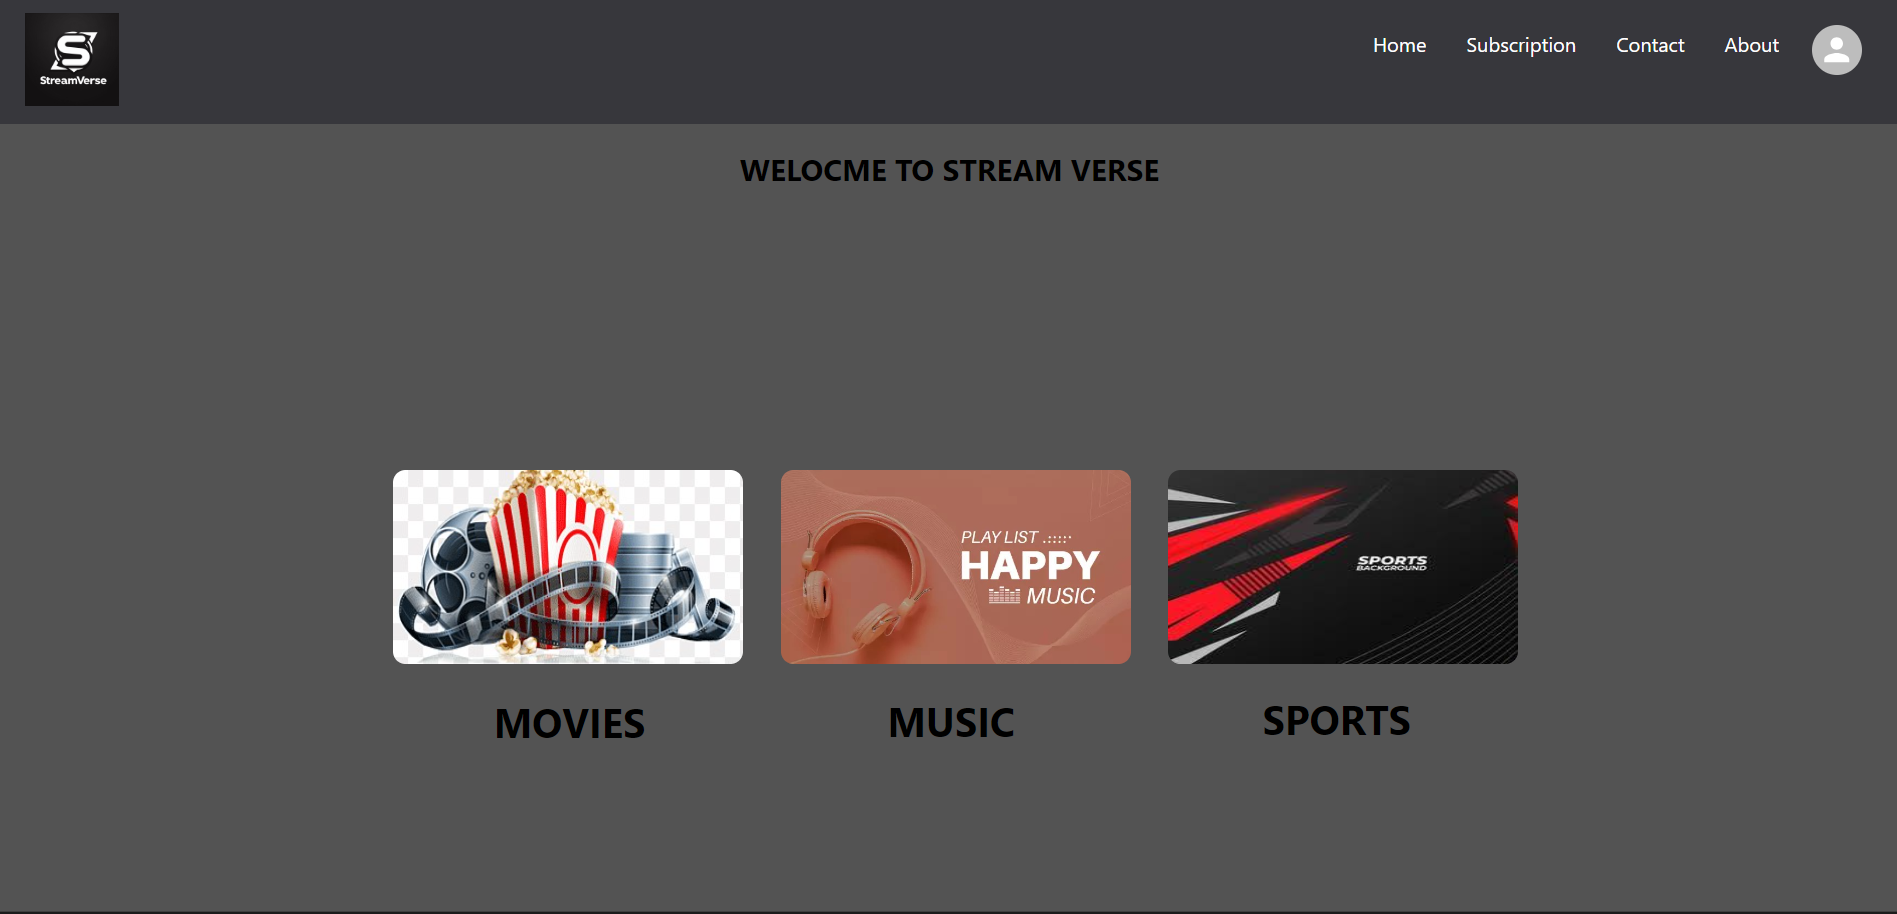 StreamVerse
Home Subscription Contact About
WELOCME TO STREAM VERSE
PLAY LIST .:::::·
HAPPY
MUSIC
SPORTS
BACKGROUND
MOVIES MUSIC SPORTS